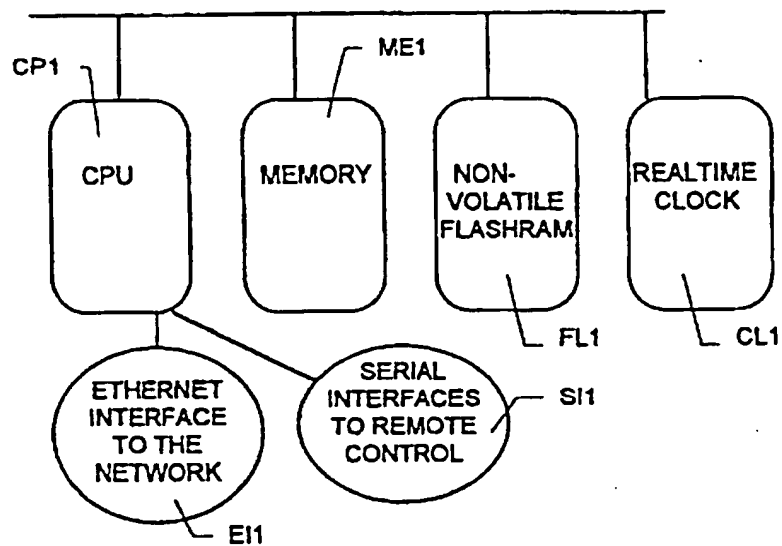 CP1
ME1
CPU
MEMORY
NON-
VOLATILE
FLASHRAM
REALTIME
CLOCK
FL1
CL1
ETHERNET
INTERFACE
TO THE
NETWORK
SERIAL
INTERFACES
TO REMOTE
CONTROL
SI1
EI1